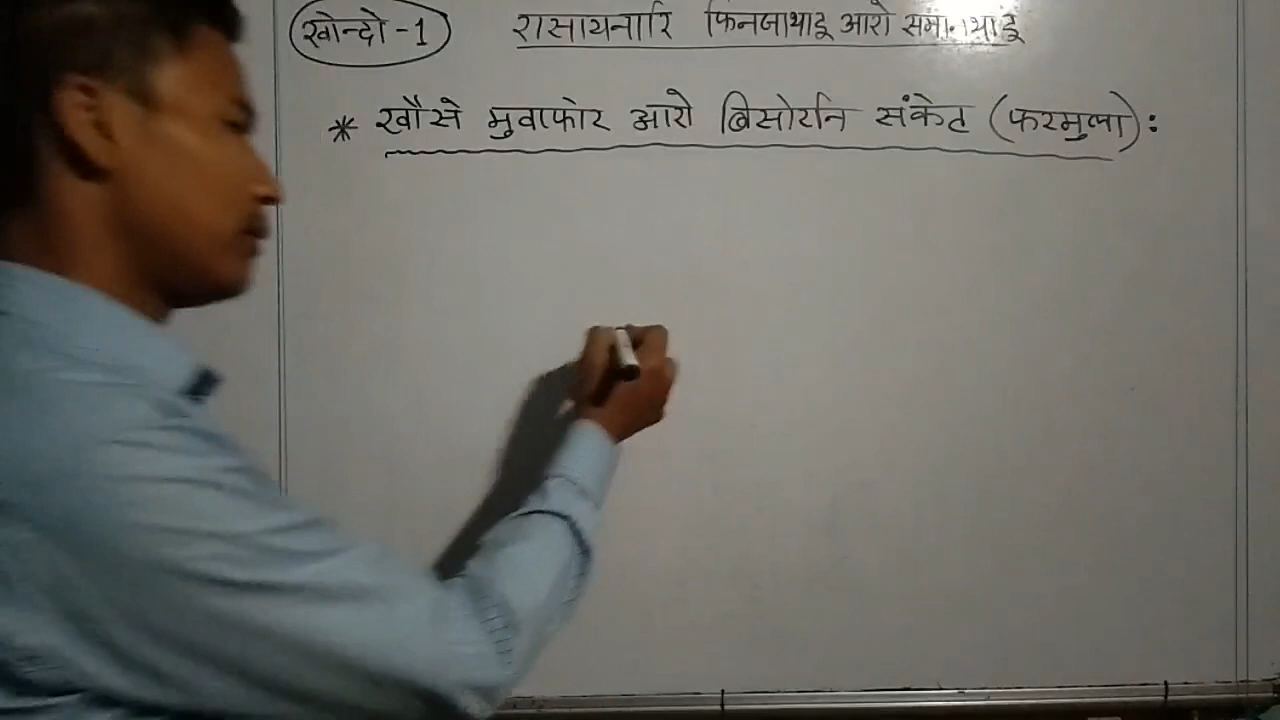 खोन्दो-1 रासायनारि फिनजाथाइ आरो
* खौसे मुवाफोर आरो बिसोरनि संकेट (फरमुला):